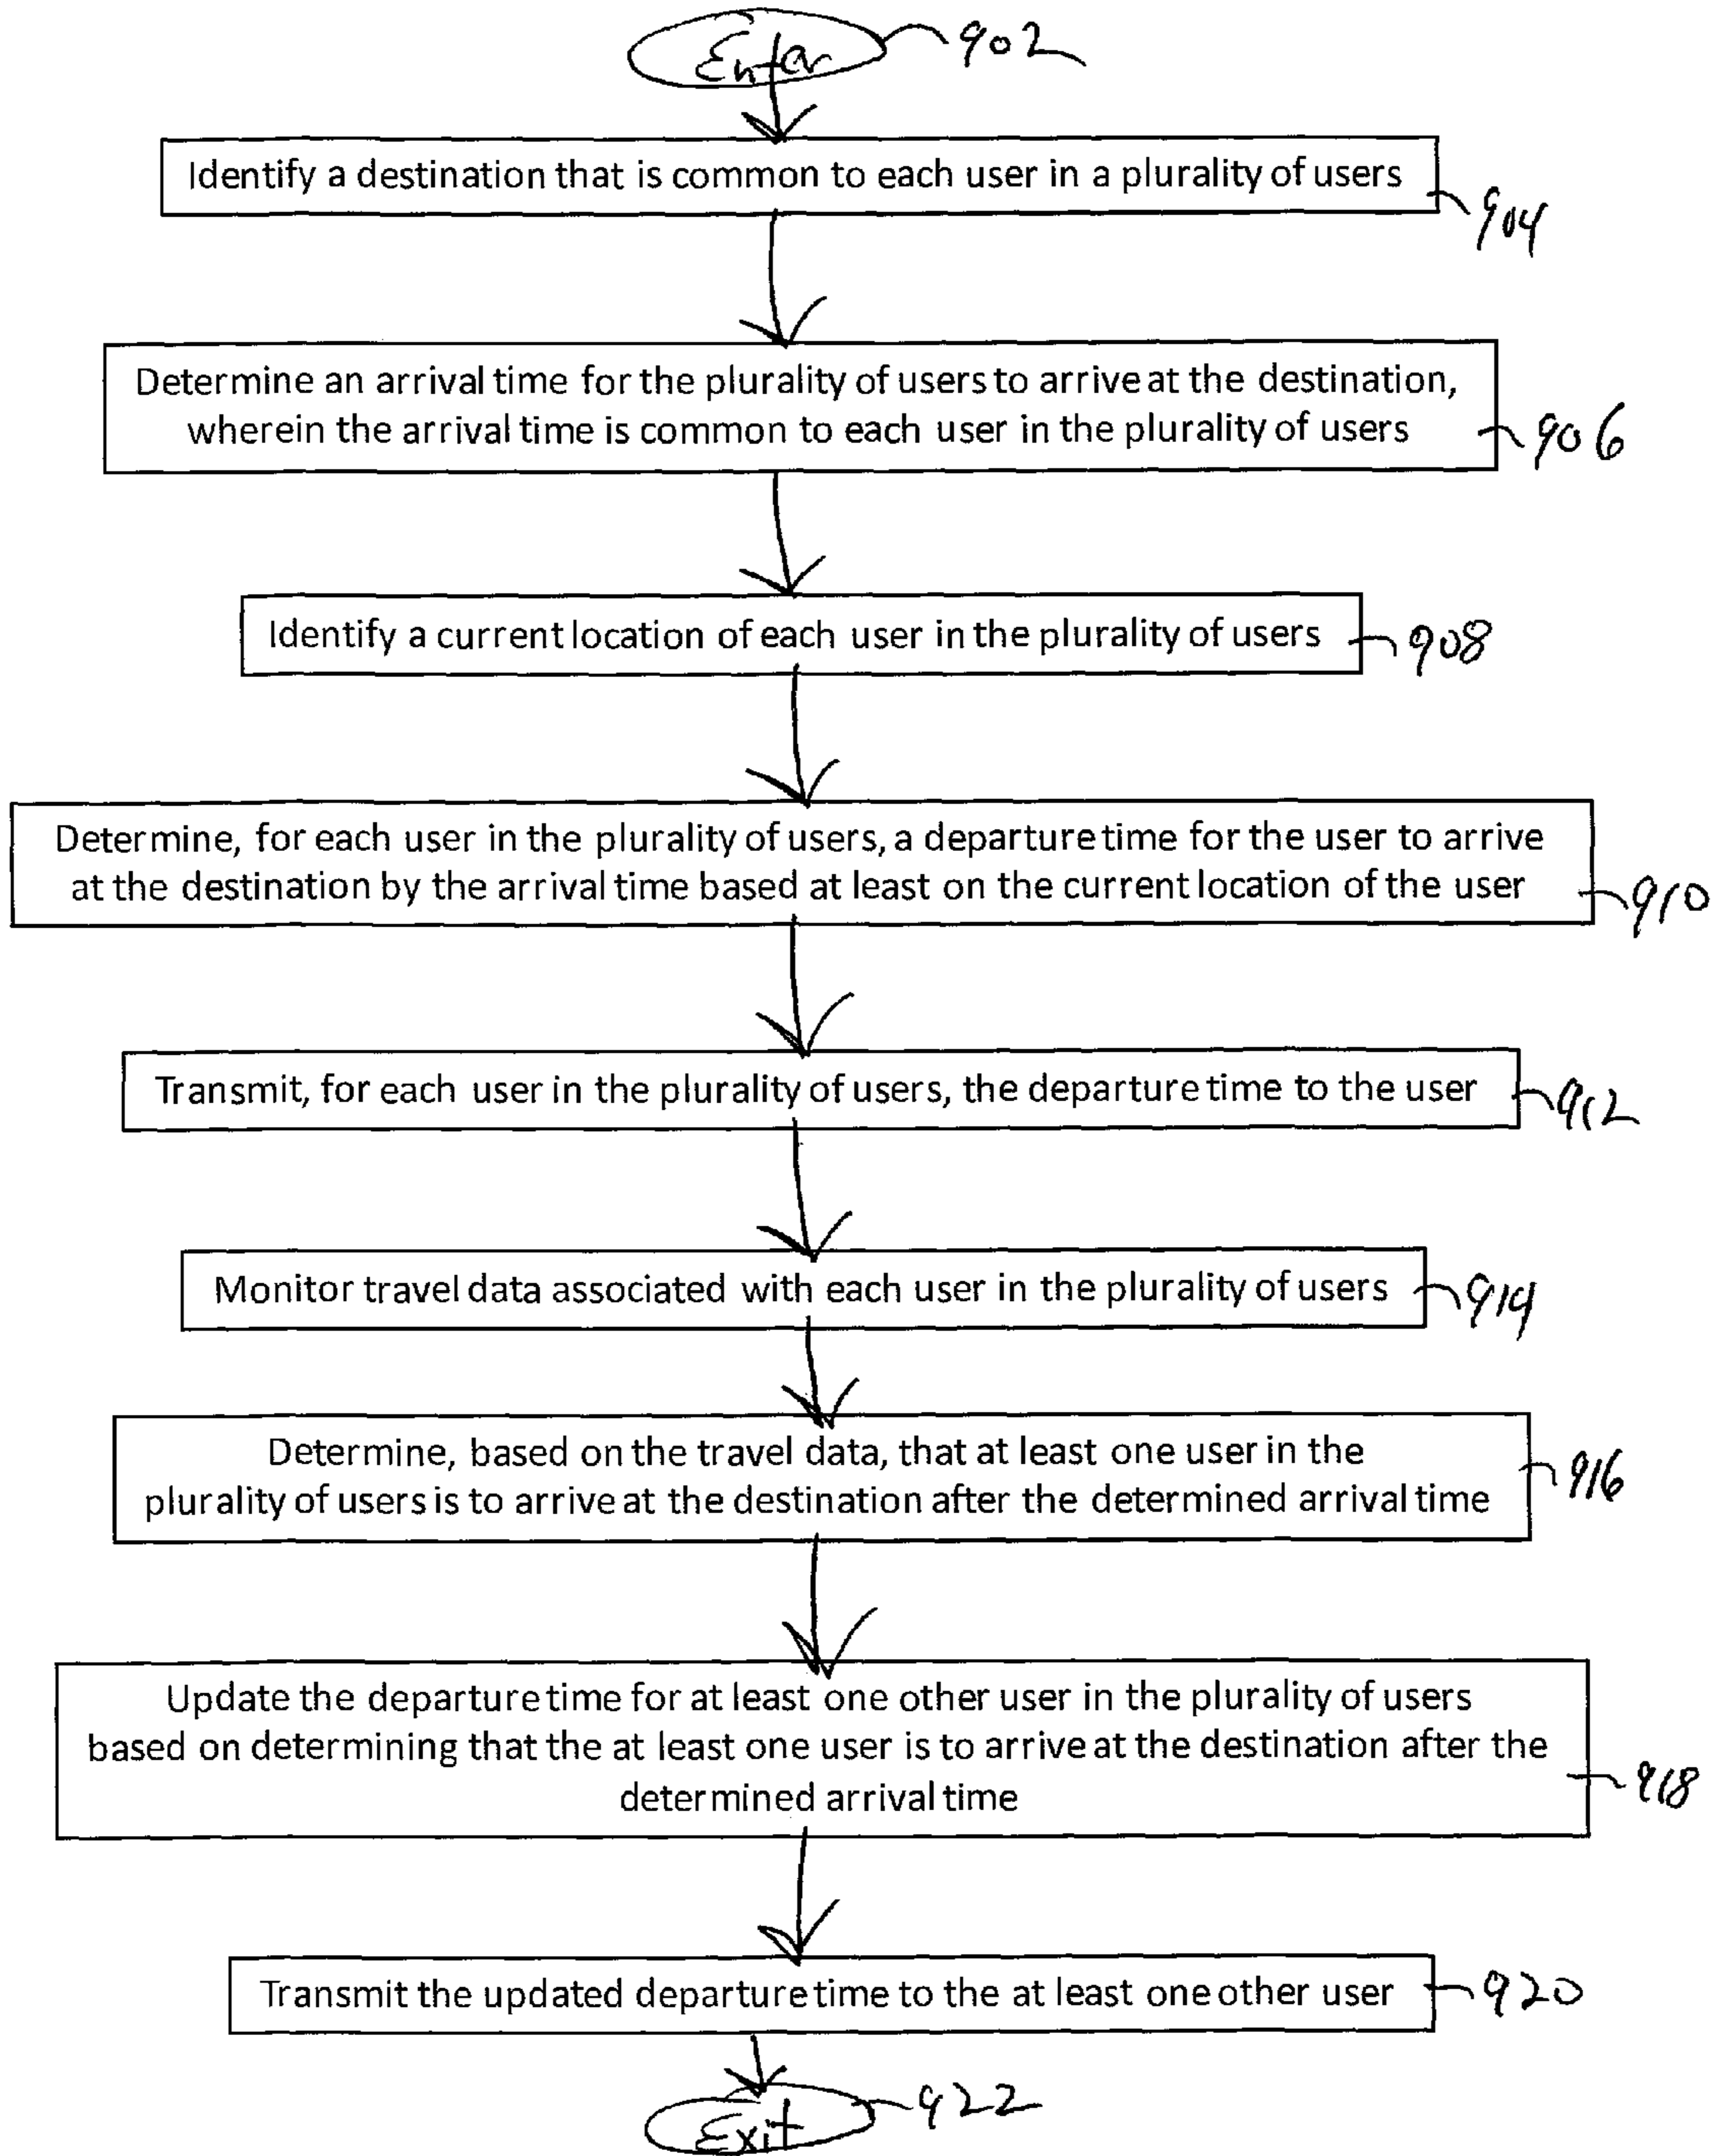 Enter 902
Identify a destination that is common to each user in a plurality of users
904
Determine an arrival time for the plurality of users to arrive at the destination,
wherein the arrival time is common to each user in the plurality of users 906
Identify a current location of each user in the plurality of users 908
Determine, for each user in the plurality of users, a departure time for the user to arrive
at the destination by the arrival time based at least on the current location of the user 910
Transmit, for each user in the plurality of users, the departure time to the user 912
Monitor travel data associated with each user in the plurality of users 914
Determine, based on the travel data, that at least one user in the
plurality of users is to arrive at the destination after the determined arrival time 916
Update the departure time for at least one other user in the plurality of users
based on determining that the at least one user is to arrive at the destination after the
determined arrival time 918
Transmit the updated departure time to the at least one other user 920
Exit 922